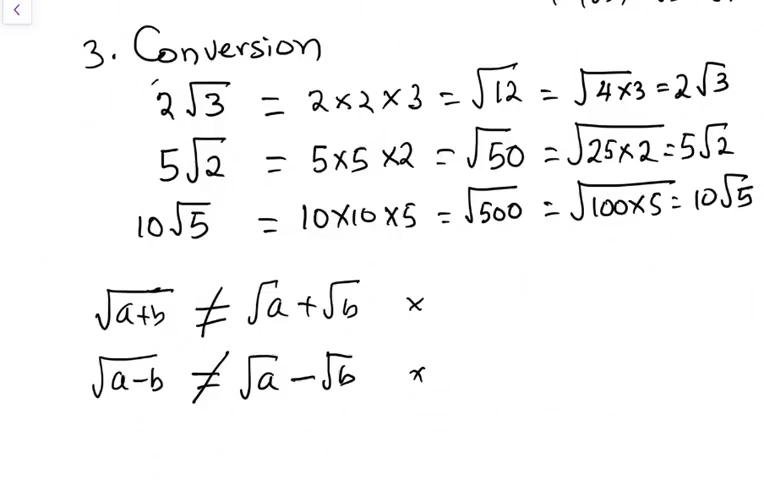 3. Conversion
2√3 = 2×2×3 = √12 = √4×3 = 2√3
5√2 = 5×5×2 = √50 = √25×2 = 5√2
10√5 = 10×10×5 = √500 = √100×5 = 10√5
√a+b ≠ √a + √b ×
√a-b ≠ √a - √b ×